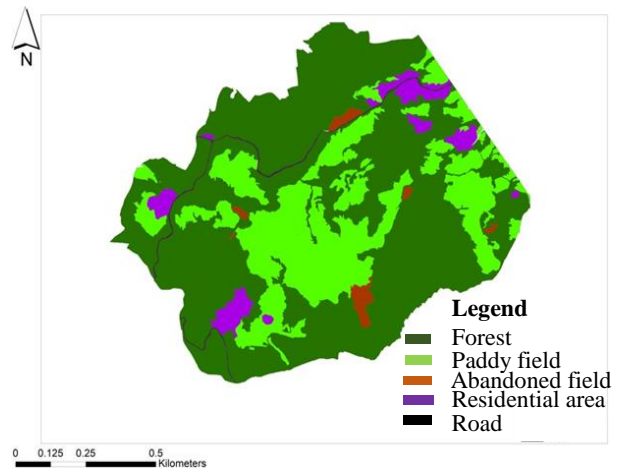 N
Legend
Forest
Paddy field
Abandoned field
Residential area
Road
0 0.125 0.25 0.5
Kilometers